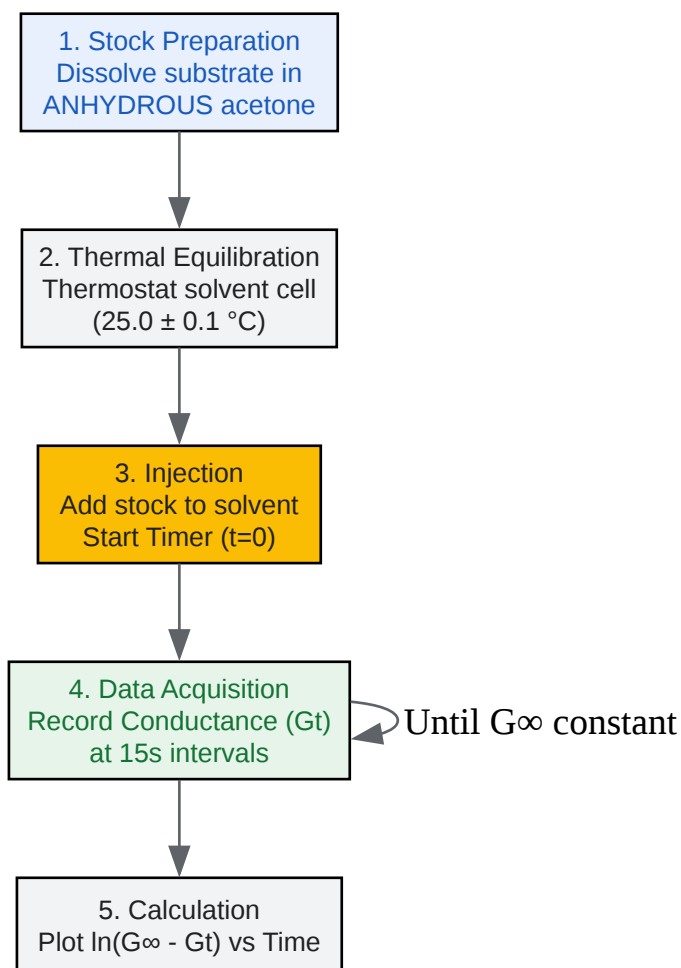 1. Stock Preparation
Dissolve substrate in
ANHYDROUS acetone
2. Thermal Equilibration
Thermostat solvent cell
(25.0 ± 0.1 °C)
3. Injection
Add stock to solvent
Start Timer (t=0)
4. Data Acquisition
Record Conductance (Gt)
at 15s intervals
Until G∞ constant
5. Calculation
Plot ln(G∞ - Gt) vs Time